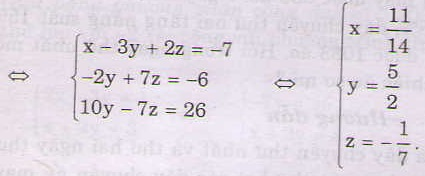 ⇔ { x − 3y + 2z = −7
−2y + 7z = −6
10y − 7z = 26
⇔ { x = 11/14
y = 5/2
z = −1/7.